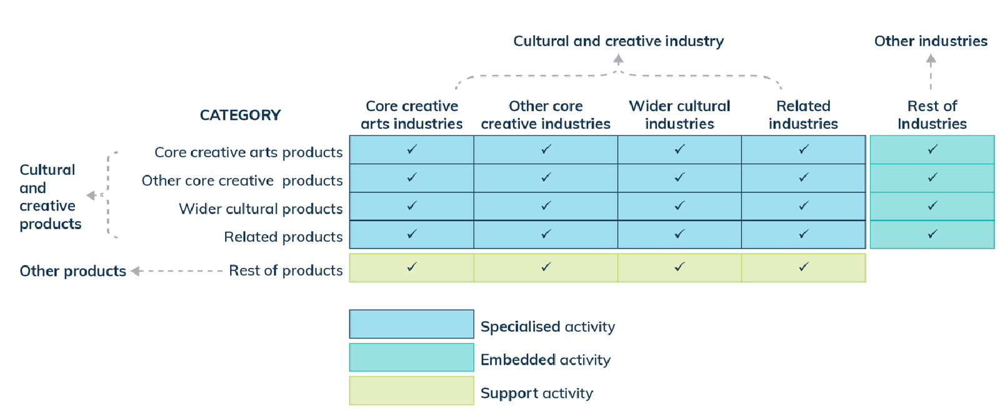 Cultural and creative industry
Other industries
CATEGORY
Core creative
arts industries
Other core
creative industries
Wider cultural
industries
Related
industries
Rest of
Industries
Cultural
and
creative
products
Core creative arts products
✓ ✓ ✓ ✓ ✓
Other core creative products
✓ ✓ ✓ ✓ ✓
Wider cultural products
✓ ✓ ✓ ✓ ✓
Related products
✓ ✓ ✓ ✓ ✓
Other products
Rest of products
✓ ✓ ✓ ✓
Specialised activity
Embedded activity
Support activity